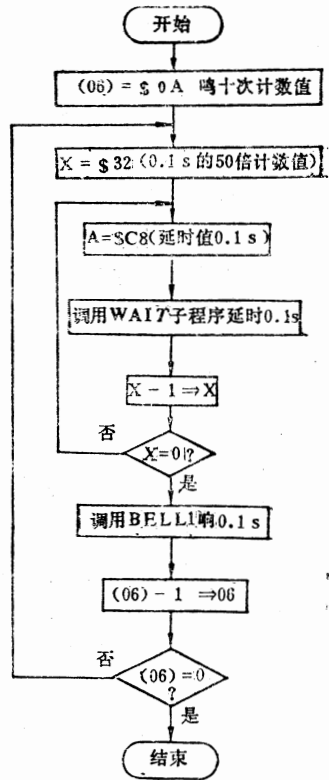 开始
(06)=$0A 鸣十次计数值
X=$32(0.1s的50倍计数值)
A=$C8(延时值0.1s)
调用WAIT子程序延时0.1s
X-1⇒X
否
X=0?
是
调用BELL1响0.1s
(06)-1⇒06
否
(06)=0
?
是
结束